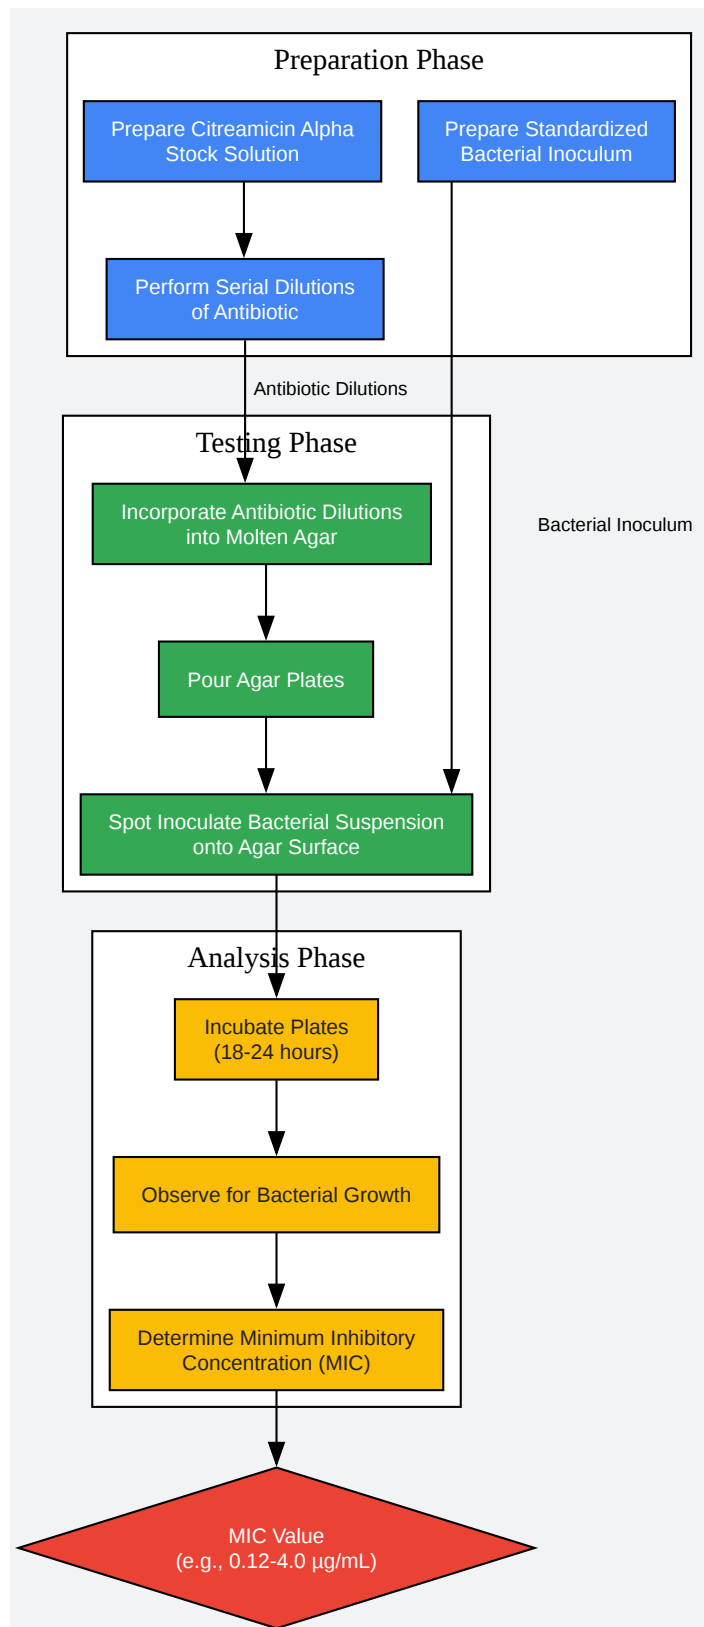 Preparation Phase
Prepare Citreamicin Alpha
Stock Solution
Prepare Standardized
Bacterial Inoculum
Perform Serial Dilutions
of Antibiotic
Antibiotic Dilutions
Testing Phase
Incorporate Antibiotic Dilutions
into Molten Agar
Bacterial Inoculum
Pour Agar Plates
Spot Inoculate Bacterial Suspension
onto Agar Surface
Analysis Phase
Incubate Plates
(18-24 hours)
Observe for Bacterial Growth
Determine Minimum Inhibitory
Concentration (MIC)
MIC Value
(e.g., 0.12-4.0 µg/mL)